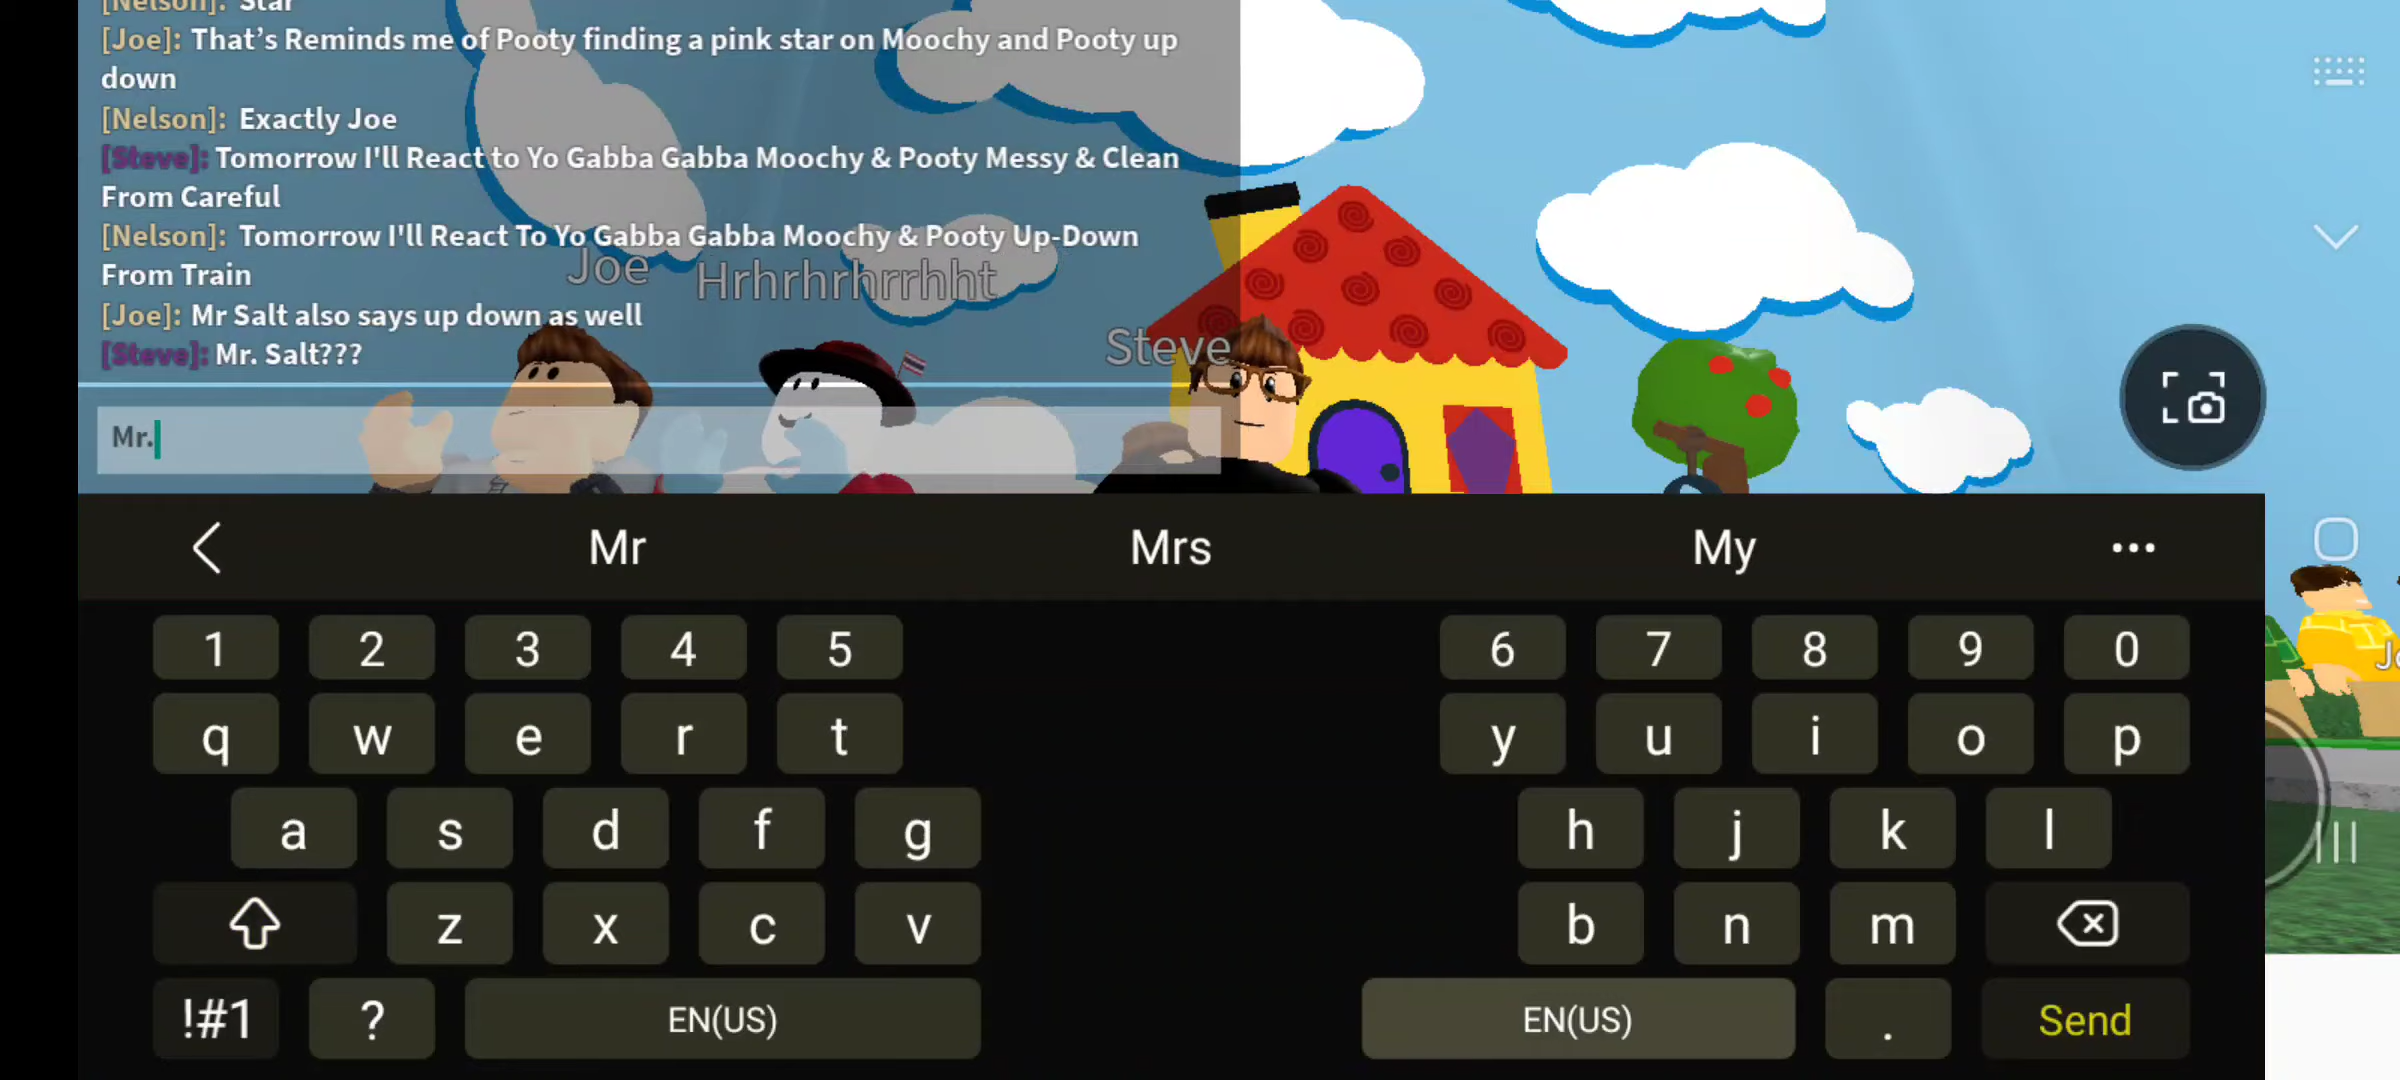 [Nelson]: Star
[Joe]: That's Reminds me of Pooty finding a pink star on Moochy and Pooty up
down
[Nelson]: Exactly Joe
[Steve]: Tomorrow I'll React to Yo Gabba Gabba Moochy & Pooty Messy & Clean
From Careful
[Nelson]: Tomorrow I'll React To Yo Gabba Gabba Moochy & Pooty Up-Down
From Train
[Joe]: Mr Salt also says up down as well
[Steve]: Mr. Salt???
Joe
Hrhrhrhrrhht
Steve
Mr.
Mr Mrs My
1 2 3 4 5 6 7 8 9 0
q w e r t y u i o p
a s d f g h j k l
z x c v b n m
!#1 ? EN(US) EN(US) . Send